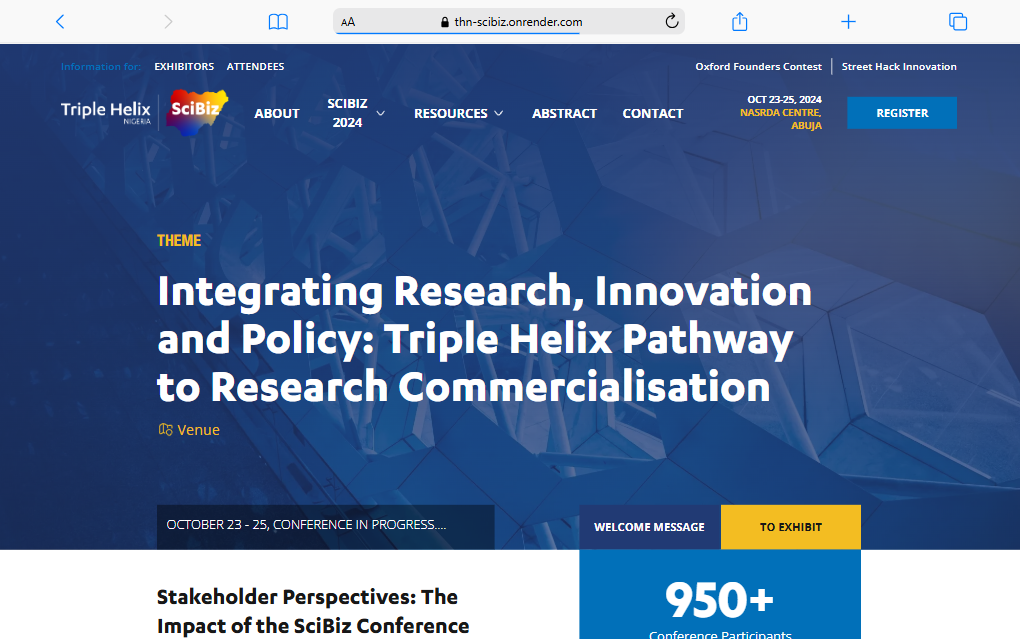 AA
thn-scibiz.onrender.com
Information for: EXHIBITORS ATTENDEES
Oxford Founders Contest Street Hack Innovation
Triple Helix
NIGERIA
SciBiz
ABOUT
SCIBIZ
2024
RESOURCES
ABSTRACT
CONTACT
OCT 23-25, 2024
NASRDA CENTRE,
ABUJA
REGISTER
THEME
Integrating Research, Innovation
and Policy: Triple Helix Pathway
to Research Commercialisation
Venue
OCTOBER 23 - 25, CONFERENCE IN PROGRESS....
WELCOME MESSAGE
TO EXHIBIT
Stakeholder Perspectives: The
Impact of the SciBiz Conference
950+
Conference Participants